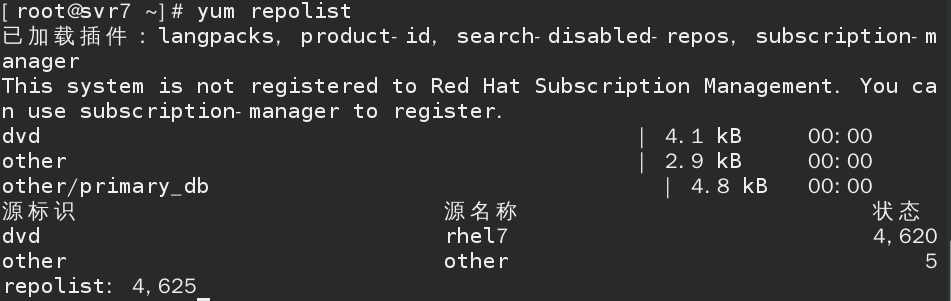 [root@svr7 ~]# yum repolist
已加载插件：langpacks, product-id, search-disabled-repos, subscription-m
anager
This system is not registered to Red Hat Subscription Management. You ca
n use subscription-manager to register.
dvd | 4.1 kB 00:00
other | 2.9 kB 00:00
other/primary_db | 4.8 kB 00:00
源标识 源名称 状态
dvd rhel7 4,620
other other 5
repolist: 4,625